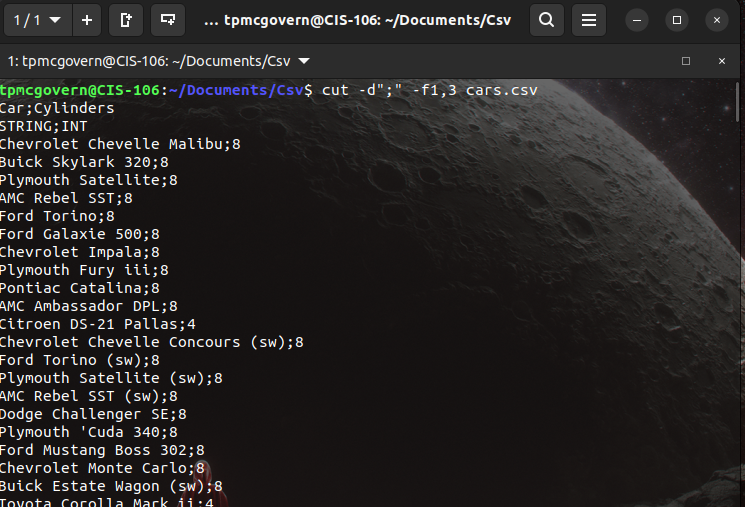 1 / 1
... tpmcgovern@CIS-106: ~/Documents/Csv
1: tpmcgovern@CIS-106: ~/Documents/Csv
tpmcgovern@CIS-106:~/Documents/Csv$ cut -d";" -f1,3 cars.csv
Car;Cylinders
STRING;INT
Chevrolet Chevelle Malibu;8
Buick Skylark 320;8
Plymouth Satellite;8
AMC Rebel SST;8
Ford Torino;8
Ford Galaxie 500;8
Chevrolet Impala;8
Plymouth Fury iii;8
Pontiac Catalina;8
AMC Ambassador DPL;8
Citroen DS-21 Pallas;4
Chevrolet Chevelle Concours (sw);8
Ford Torino (sw);8
Plymouth Satellite (sw);8
AMC Rebel SST (sw);8
Dodge Challenger SE;8
Plymouth 'Cuda 340;8
Ford Mustang Boss 302;8
Chevrolet Monte Carlo;8
Buick Estate Wagon (sw);8
Toyota Corolla Mark ii;4